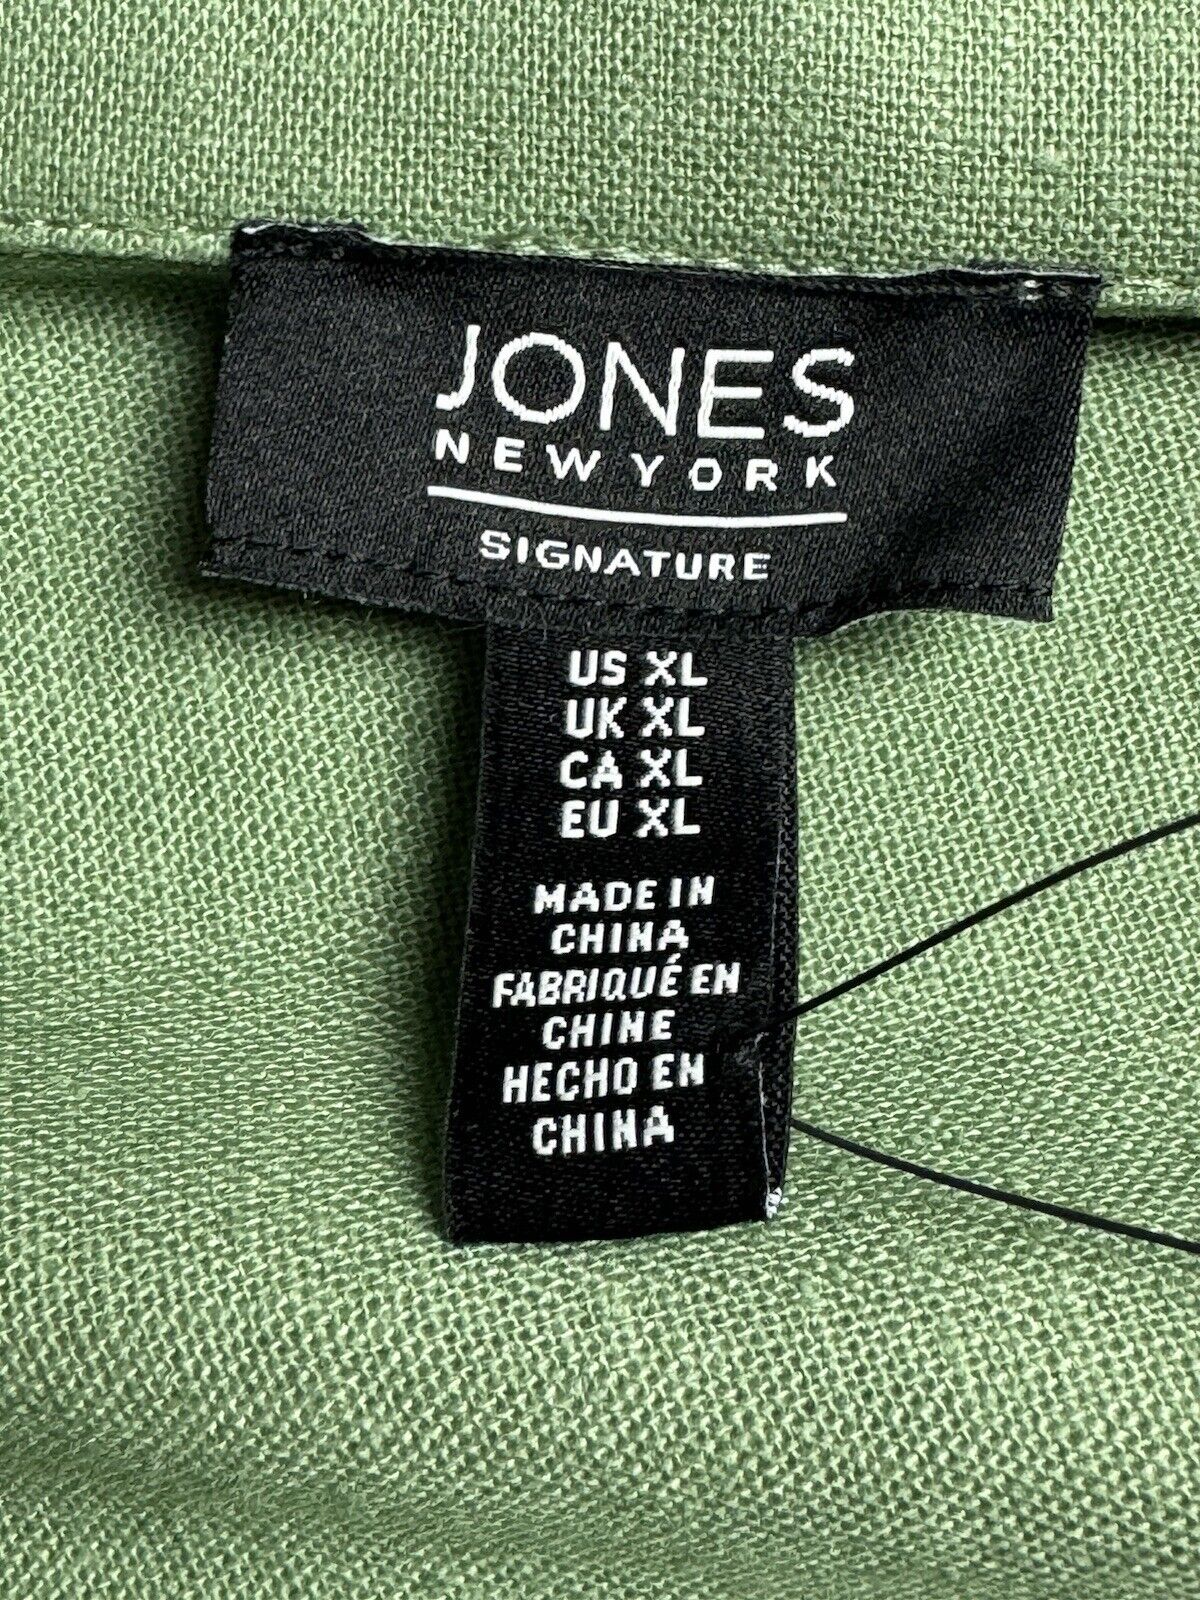 JONES
NEW YORK
SIGNATURE
US XL
UK XL
CA XL
EU XL
MADE IN
CHINA
FABRIQUÉ EN
CHINE
HECHO EN
CHINA